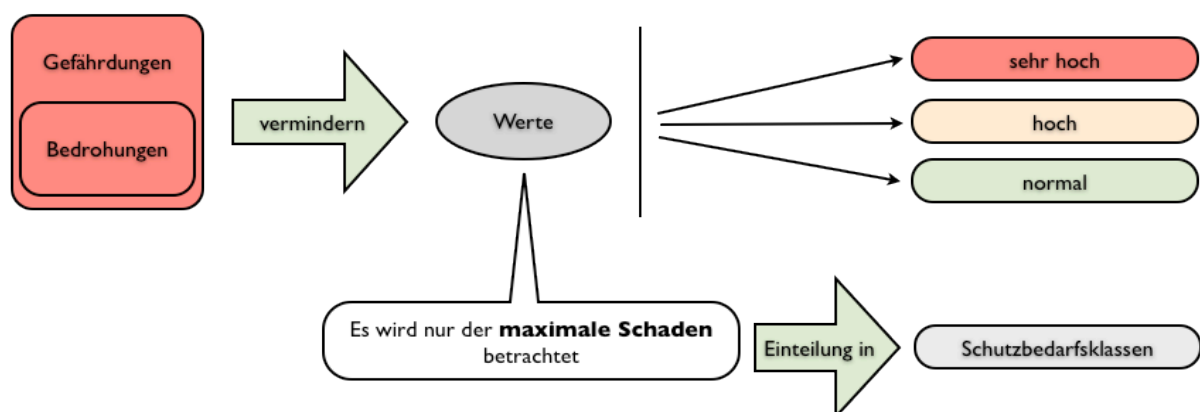 Gefährdungen
Bedrohungen
vermindern
Werte
sehr hoch
hoch
normal
Es wird nur der maximale Schaden
betrachtet
Einteilung in
Schutzbedarfsklassen